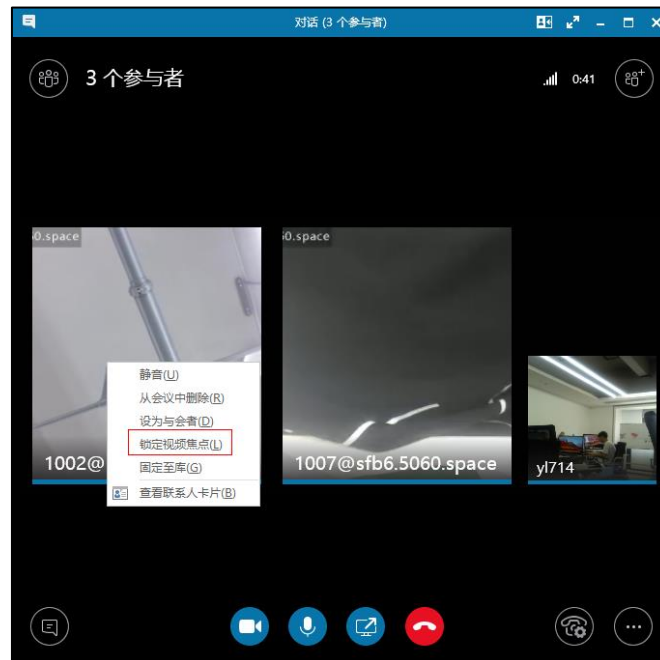 对话 (3 个参与者)
3 个参与者
0:41
0.space
0.space
静音(U)
从会议中删除(R)
设为与会者(D)
锁定视频焦点(L)
固定至库(G)
查看联系人卡片(B)
1002@
1007@sfb6.5060.space
yl714